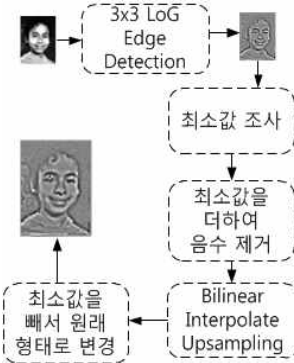 3x3 LoG
Edge
Detection
최소값 조사
최소값을
더하여
음수 제거
Bilinear
Interpolate
Upsampling
최소값을
빼서 원래
형태로 변경